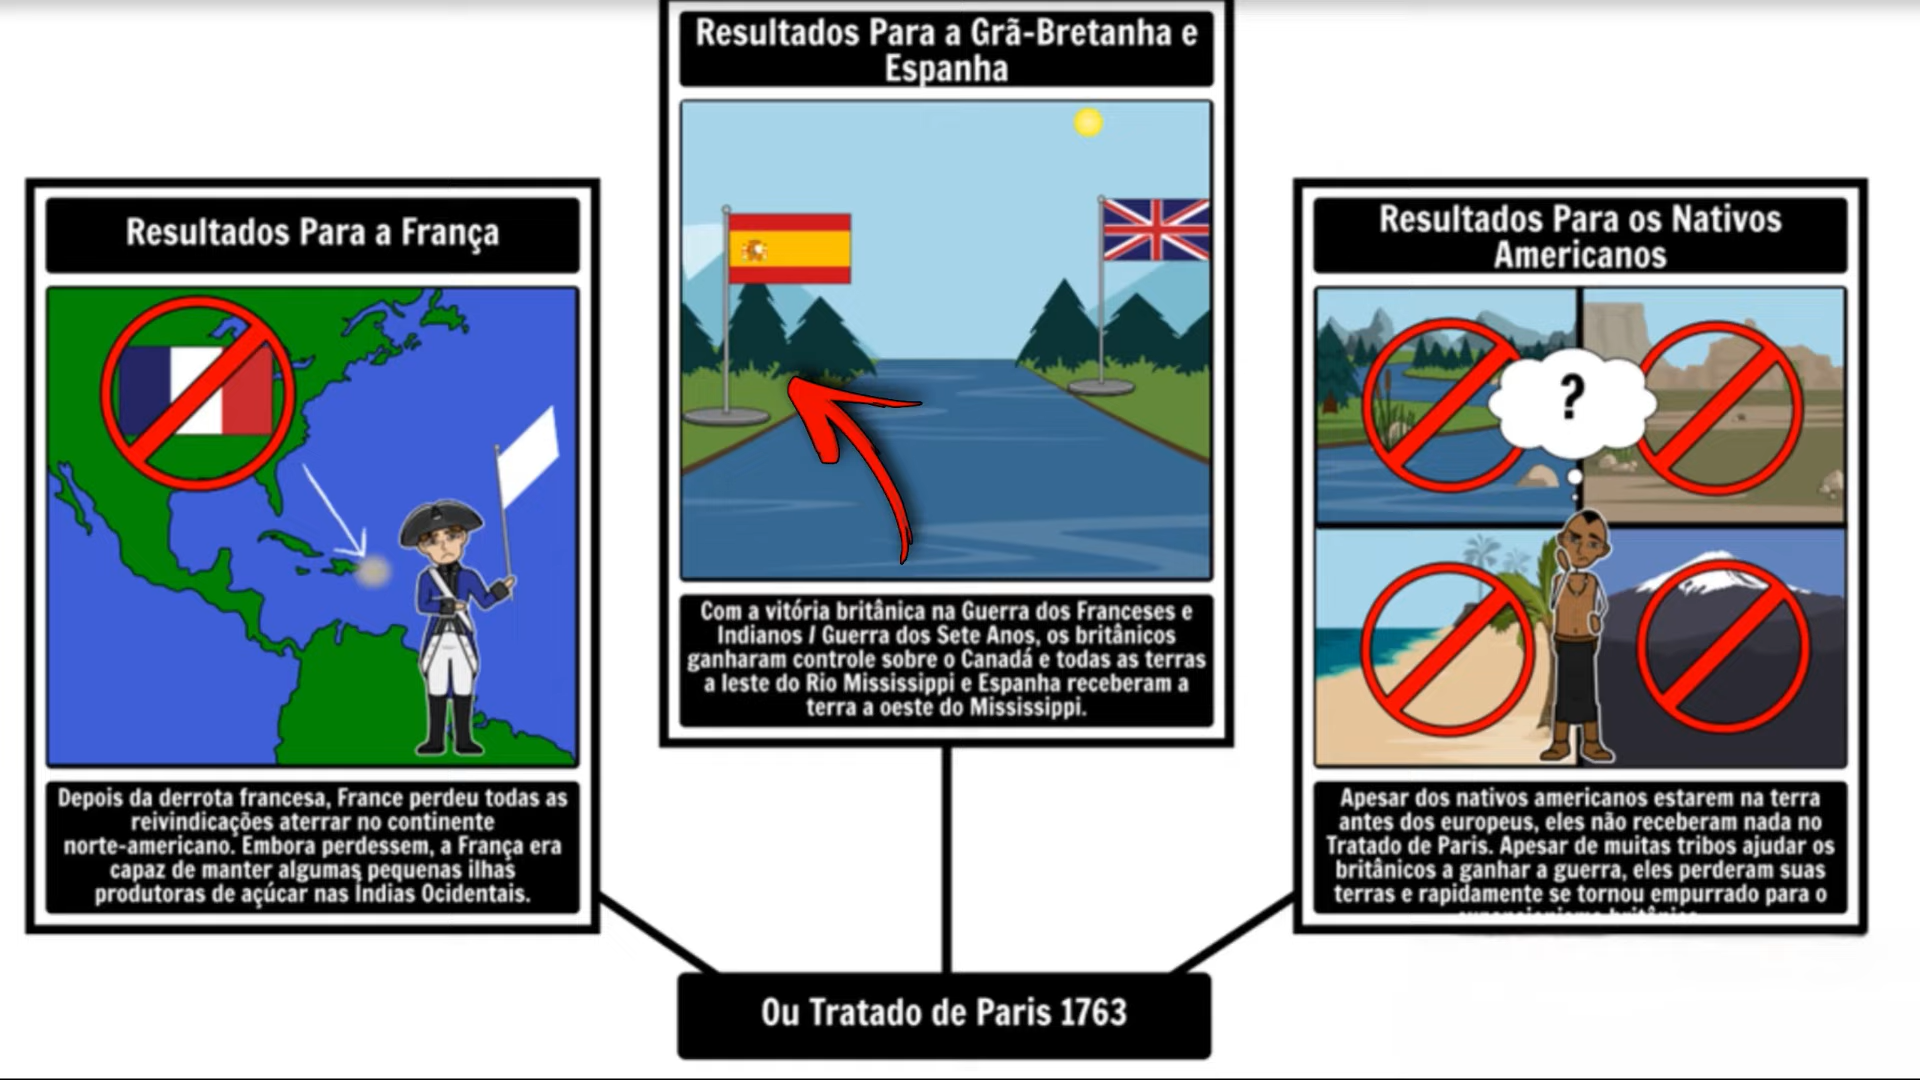 Resultados Para a Grã-Bretanha e
Espanha
Com a vitória britânica na Guerra dos Franceses e
Indianos / Guerra dos Sete Anos, os britânicos
ganharam controle sobre o Canadá e todas as terras
a leste do Rio Mississippi e Espanha receberam a
terra a oeste do Mississippi.
Resultados Para a França
Depois da derrota francesa, France perdeu todas as
reivindicações aterrar no continente
norte-americano. Embora perdessem, a França era
capaz de manter algumas pequenas ilhas
produtoras de açúcar nas Índias Ocidentais.
Resultados Para os Nativos
Americanos
?
Apesar dos nativos americanos estarem na terra
antes dos europeus, eles não receberam nada no
Tratado de Paris. Apesar de muitas tribos ajudar os
britânicos a ganhar a guerra, eles perderam suas
terras e rapidamente se tornou empurrado para o
Ou Tratado de Paris 1763